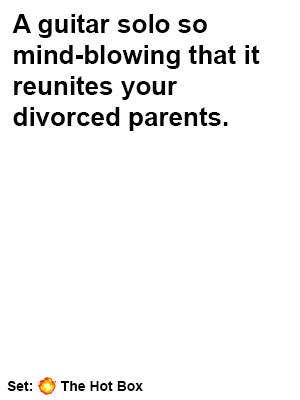 A guitar solo so
mind-blowing that it
reunites your
divorced parents.
Set: The Hot Box